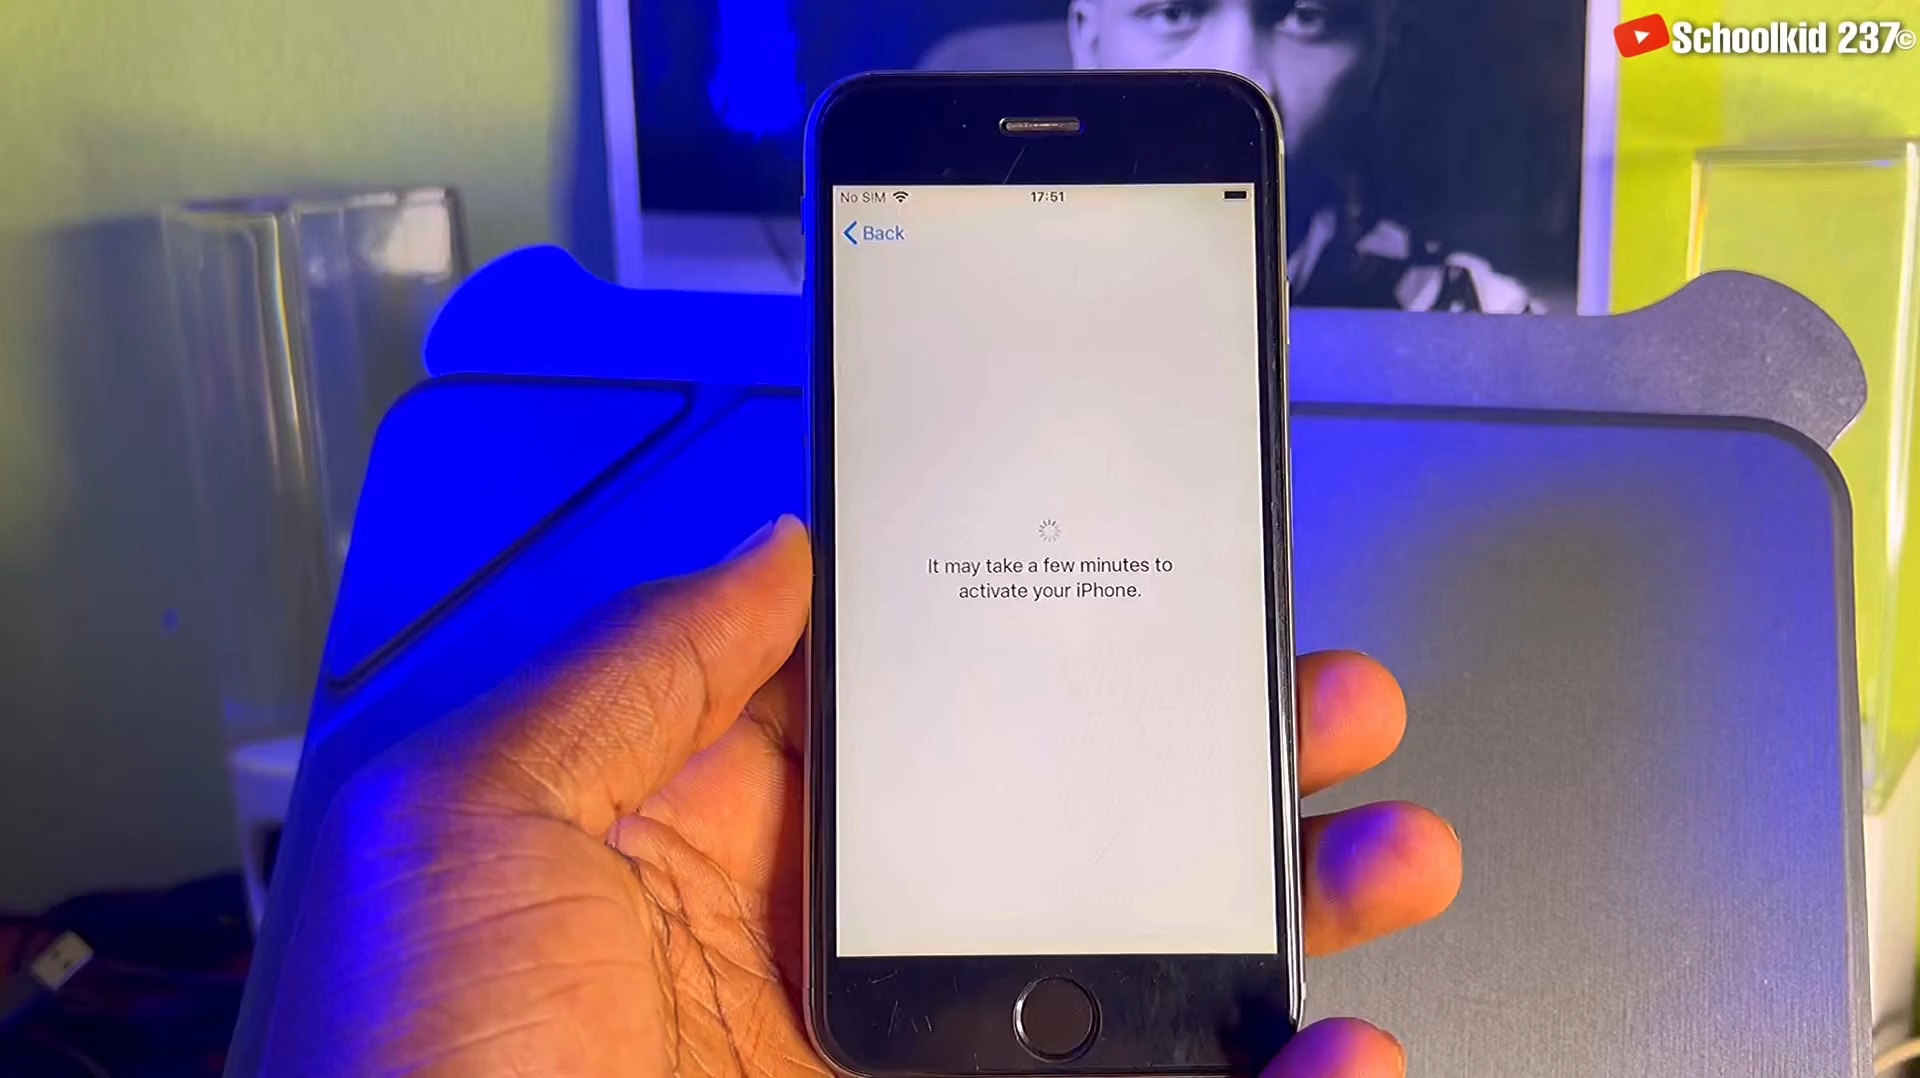 Schoolkid 237©
No SIM 17:51
Back
It may take a few minutes to
activate your iPhone.